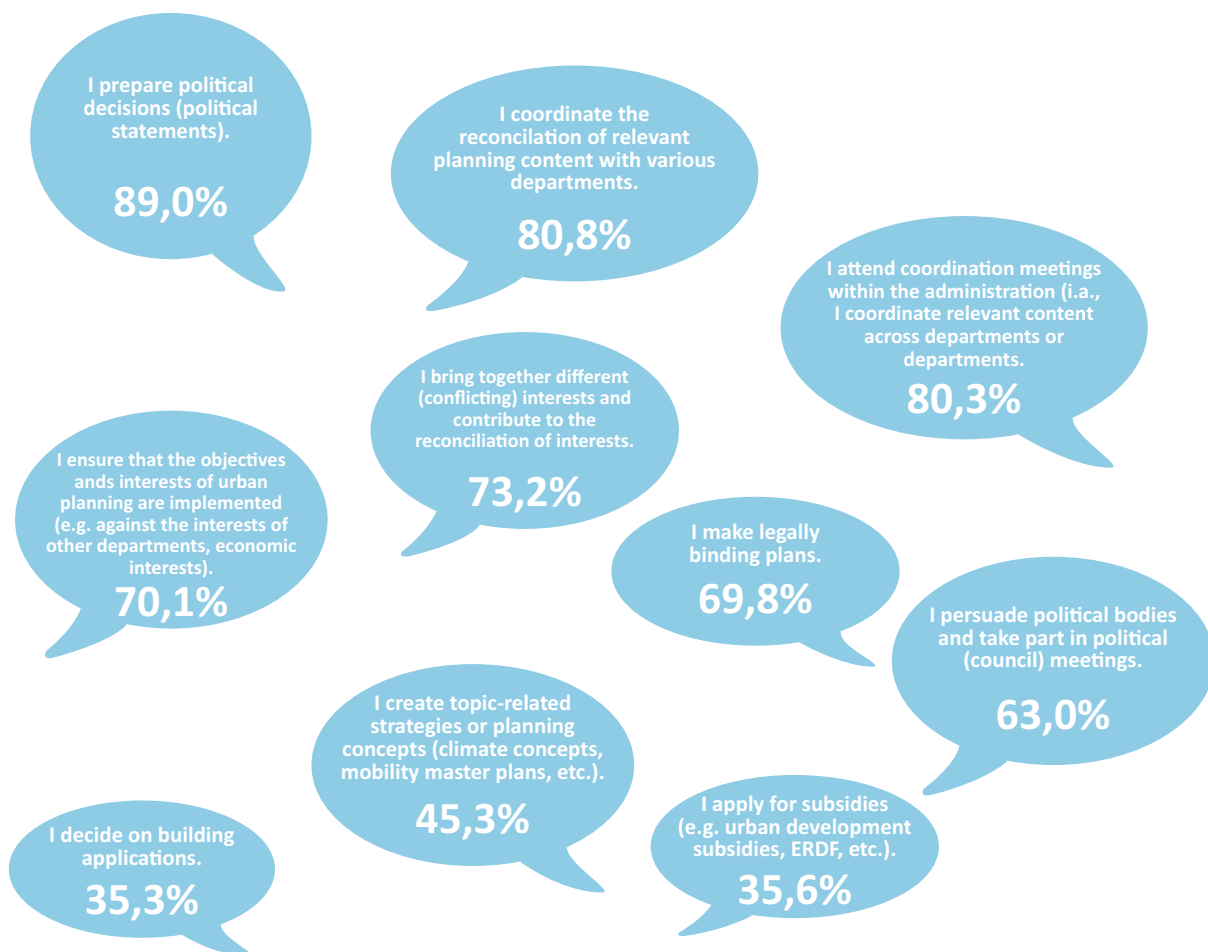 I prepare political
decisions (political
statements).
89,0%
I coordinate the
reconcilation of relevant
planning content with various
departments.
80,8%
I attend coordination meetings
within the administration (i.a.,
I coordinate relevant content
across departments or
departments.
80,3%
I bring together different
(conflicting) interests and
contribute to the
reconciliation of interests.
73,2%
I ensure that the objectives
ands interests of urban
planning are implemented
(e.g. against the interests of
other departments, economic
interests).
70,1%
I make legally
binding plans.
69,8%
I persuade political bodies
and take part in political
(council) meetings.
63,0%
I create topic-related
strategies or planning
concepts (climate concepts,
mobility master plans, etc.).
45,3%
I apply for subsidies
(e.g. urban development
subsidies, ERDF, etc.).
35,6%
I decide on building
applications.
35,3%